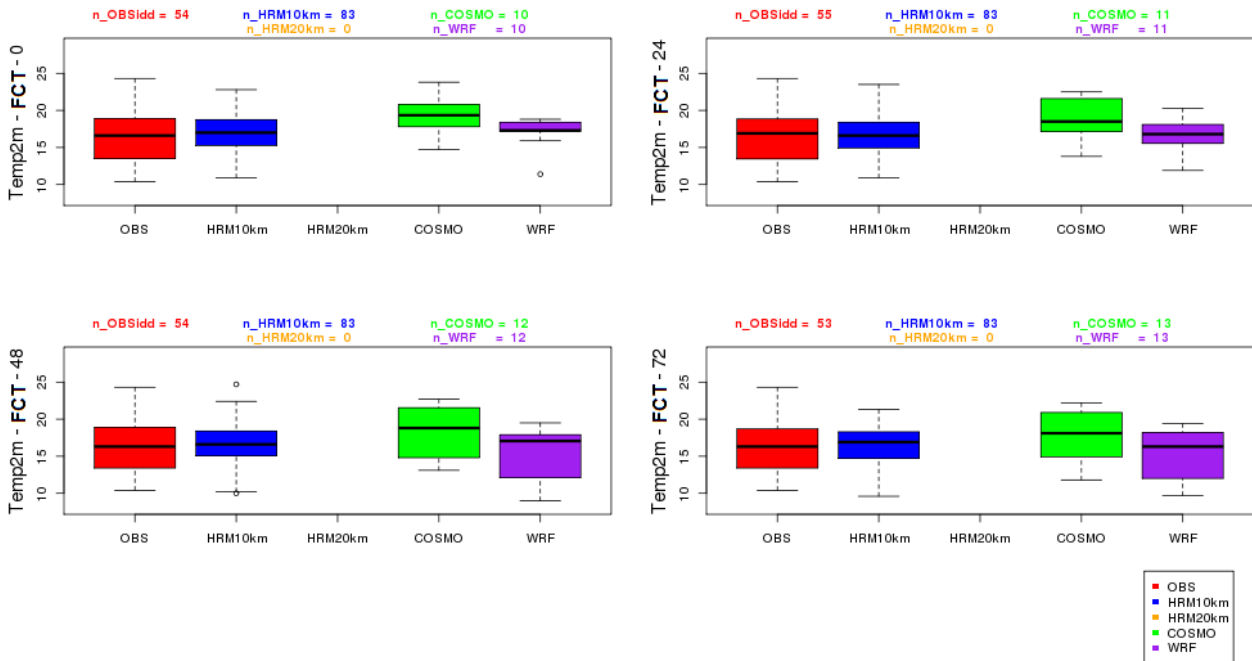 n_OBSidd = 54 n_HRM10km = 83 n_COSMO = 10
n_HRM20km = 0 n_WRF = 10
Temp2m - FCT - 0
25
20
15
10
OBS HRM10km HRM20km COSMO WRF
n_OBSidd = 55 n_HRM10km = 83 n_COSMO = 11
n_HRM20km = 0 n_WRF = 11
Temp2m - FCT - 24
25
20
15
10
OBS HRM10km HRM20km COSMO WRF
n_OBSidd = 54 n_HRM10km = 83 n_COSMO = 12
n_HRM20km = 0 n_WRF = 12
Temp2m - FCT - 48
25
20
15
10
OBS HRM10km HRM20km COSMO WRF
n_OBSidd = 53 n_HRM10km = 83 n_COSMO = 13
n_HRM20km = 0 n_WRF = 13
Temp2m - FCT - 72
25
20
15
10
OBS HRM10km HRM20km COSMO WRF
OBS
HRM10km
HRM20km
COSMO
WRF